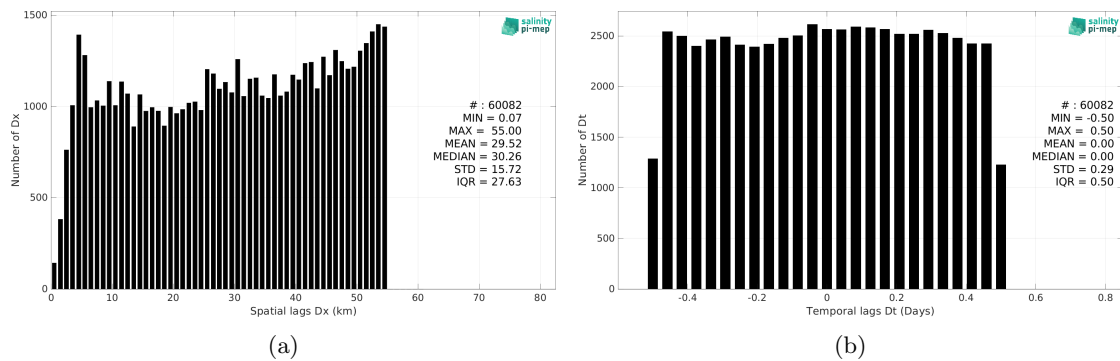 1500
1000
500
0
Number of Dx
0 10 20 30 40 50 60 70 80
Spatial lags Dx (km)
salinity
pi-mep
# : 60082
MIN = 0.07
MAX = 55.00
MEAN = 29.52
MEDIAN = 30.26
STD = 15.72
IQR = 27.63
(a)
2500
2000
1500
1000
500
0
Number of Dt
-0.4 -0.2 0 0.2 0.4 0.6 0.8
Temporal lags Dt (Days)
salinity
pi-mep
# : 60082
MIN = -0.50
MAX = 0.50
MEAN = 0.00
MEDIAN = 0.00
STD = 0.29
IQR = 0.50
(b)